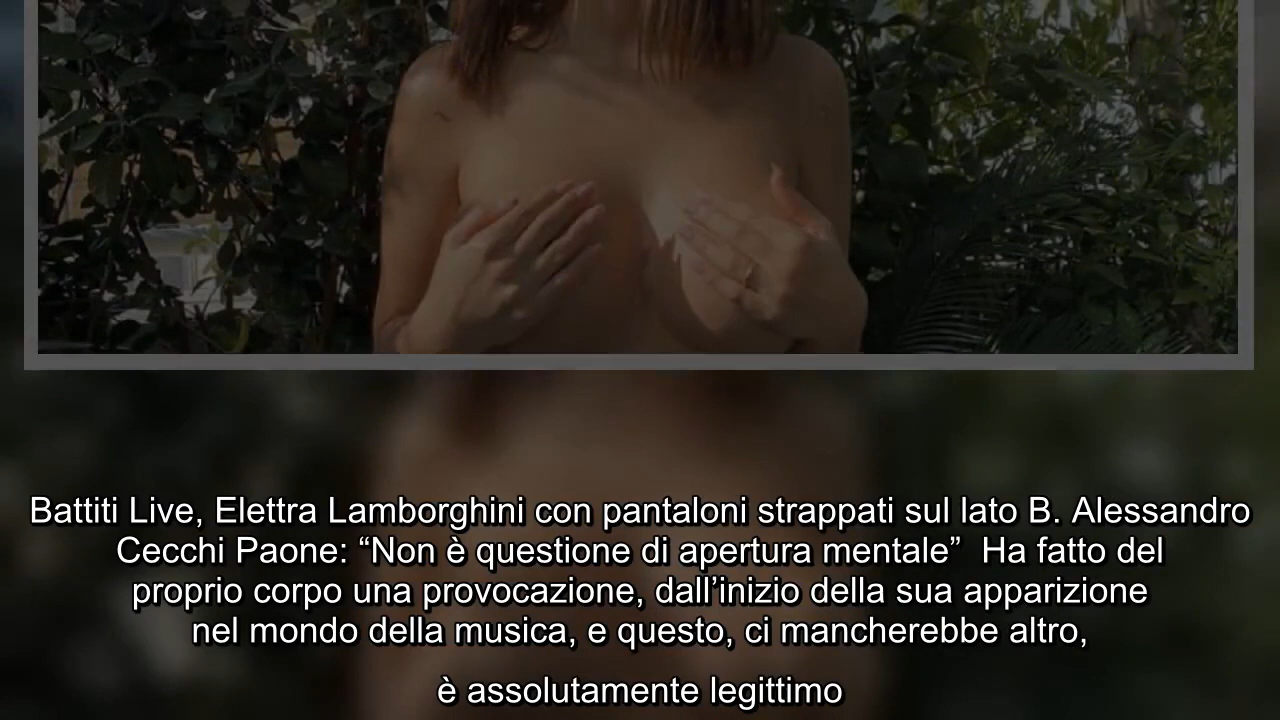 Battiti Live, Elettra Lamborghini con pantaloni strappati sul lato B. Alessandro
Cecchi Paone: “Non è questione di apertura mentale”  Ha fatto del
proprio corpo una provocazione, dall’inizio della sua apparizione
nel mondo della musica, e questo, ci mancherebbe altro,
è assolutamente legittimo